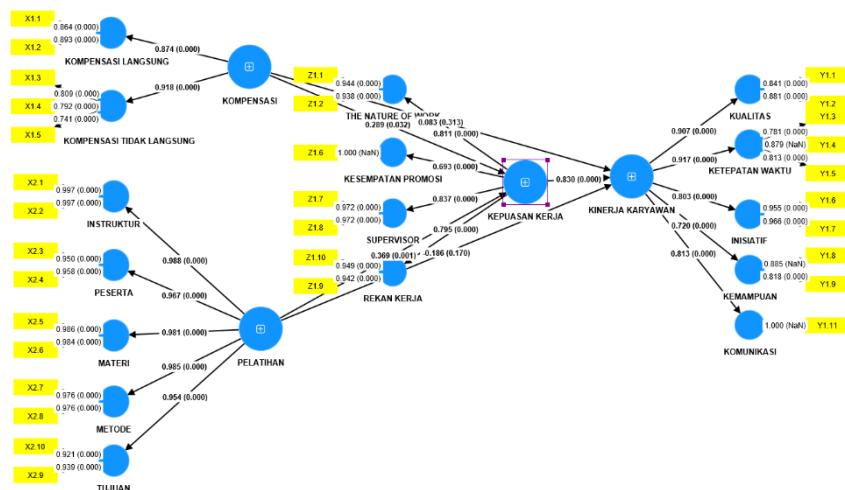 X1.1
0.864 (0.000)
0.893 (0.000)
X1.2
KOMPENSASI LANGSUNG
0.874 (0.000)
X1.3
0.809 (0.000)
X1.4
0.792 (0.000)
0.741 (0.000)
X1.5
KOMPENSASI TIDAK LANGSUNG
0.918 (0.000)
KOMPENSASI
X2.1
0.997 (0.000)
0.997 (0.000)
X2.2
INSTRUKTUR
X2.3
0.950 (0.000)
0.958 (0.000)
X2.4
PESERTA
X2.5
0.986 (0.000)
0.984 (0.000)
X2.6
MATERI
X2.7
0.976 (0.000)
0.976 (0.000)
X2.8
METODE
X2.10
0.921 (0.000)
0.939 (0.000)
X2.9
TUJUAN
0.988 (0.000)
0.967 (0.000)
0.981 (0.000)
0.985 (0.000)
0.954 (0.000)
PELATIHAN
Z1.1
0.944 (0.000)
0.938 (0.000)
Z1.2
THE NATURE OF WORK
0.083 (0.313)
0.289 (0.032)
0.811 (0.000)
Z1.6
1.000 (NaN)
KESEMPATAN PROMOSI
0.693 (0.000)
Z1.7
0.972 (0.000)
0.972 (0.000)
Z1.8
SUPERVISOR
0.837 (0.000)
0.795 (0.000)
Z1.10
0.949 (0.000)
0.942 (0.000)
Z1.9
REKAN KERJA
0.369 (0.001)
-0.186 (0.170)
KEPUASAN KERJA
0.830 (0.000)
KINERJA KARYAWAN
0.907 (0.000)
0.917 (0.000)
0.803 (0.000)
0.720 (0.000)
0.813 (0.000)
Y1.1
0.841 (0.000)
0.881 (0.000)
Y1.2
KUALITAS
Y1.3
0.781 (0.000)
0.879 (NaN)
Y1.4
0.813 (0.000)
KETEPATAN WAKTU
Y1.5
Y1.6
0.955 (0.000)
0.966 (0.000)
Y1.7
INISIATIF
Y1.8
0.885 (NaN)
0.818 (0.000)
Y1.9
KEMAMPUAN
1.000 (NaN)
Y1.11
KOMUNIKASI